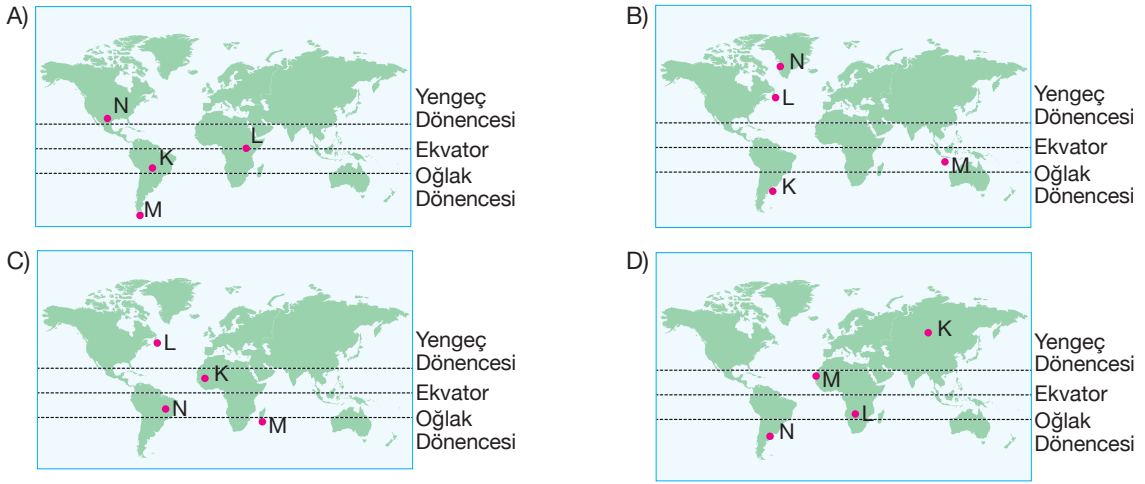 A)
N
L
K
M
Yengeç
Dönencesi
Ekvator
Oğlak
Dönencesi
B)
N
L
M
K
Yengeç
Dönencesi
Ekvator
Oğlak
Dönencesi
C)
L
K
N
M
Yengeç
Dönencesi
Ekvator
Oğlak
Dönencesi
D)
K
M
L
N
Yengeç
Dönencesi
Ekvator
Oğlak
Dönencesi